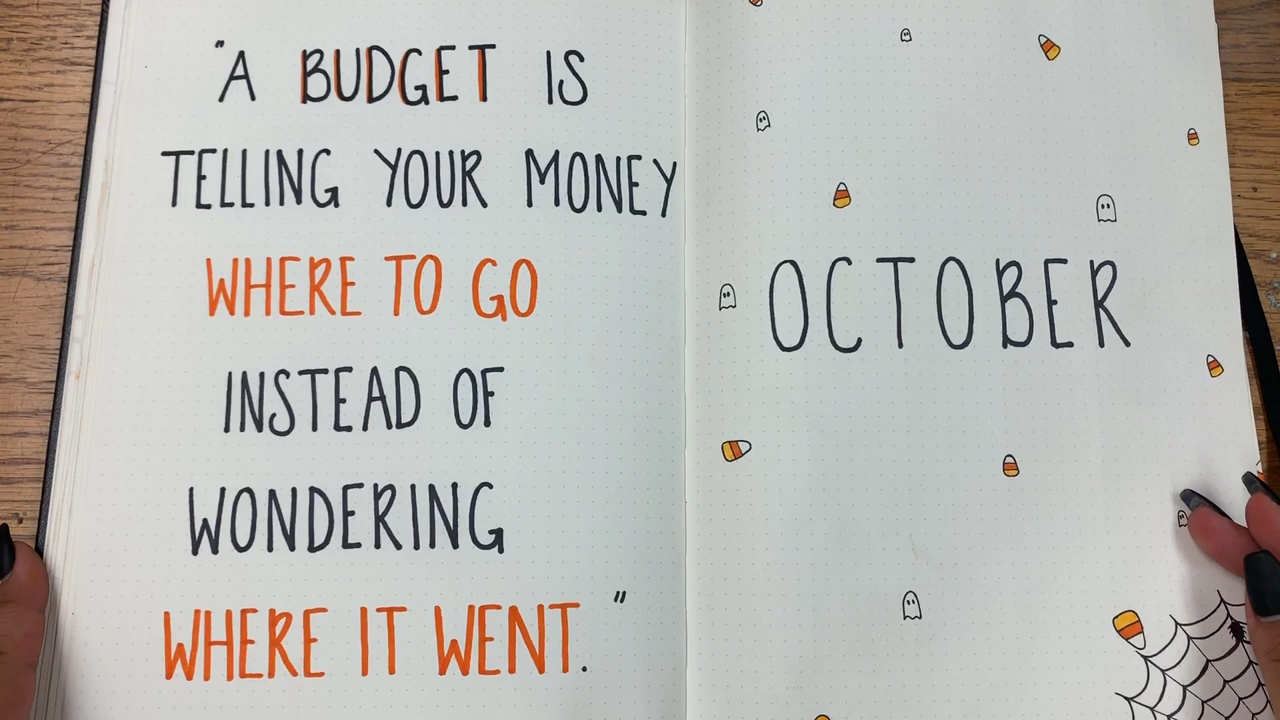 "A BUDGET IS
TELLING YOUR MONEY
WHERE TO GO
INSTEAD OF
WONDERING
WHERE IT WENT."
OCTOBER